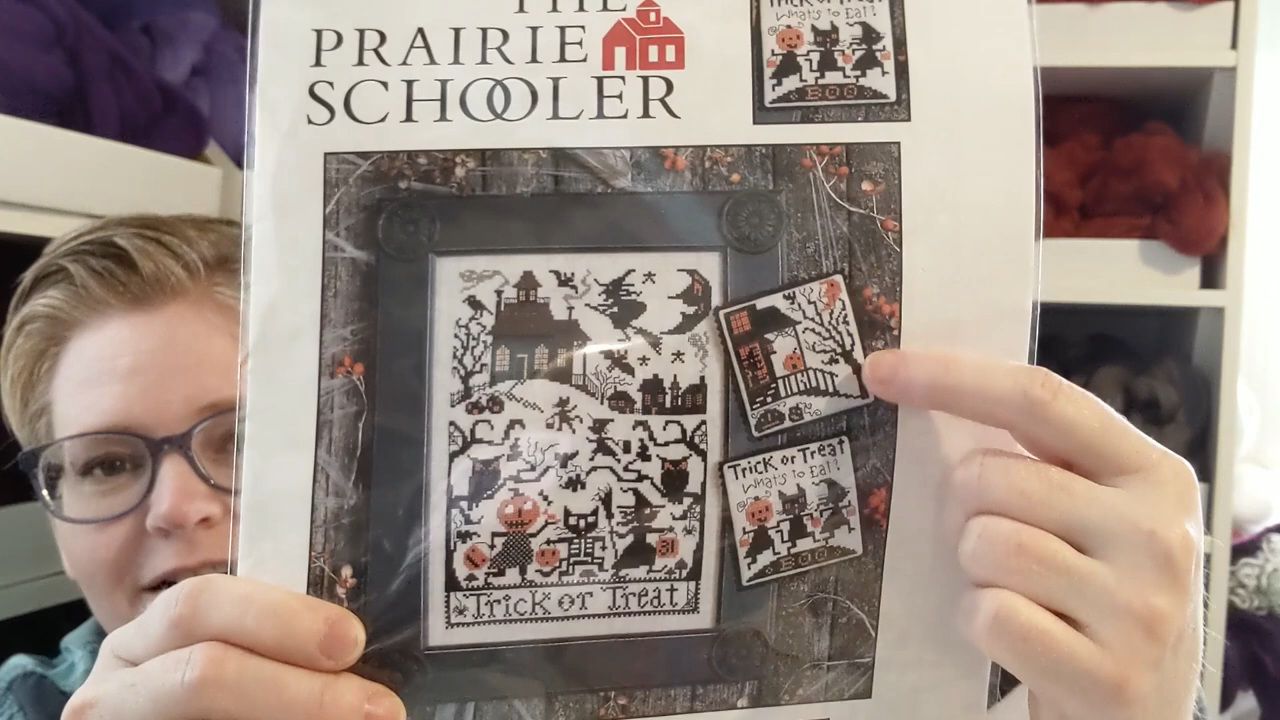 THE
PRAIRIE
SCHOOLER
Trick or Treat
What's to Eat?
BOO
31
Trick or Treat
Trick or Treat
What's to Eat?
BOO